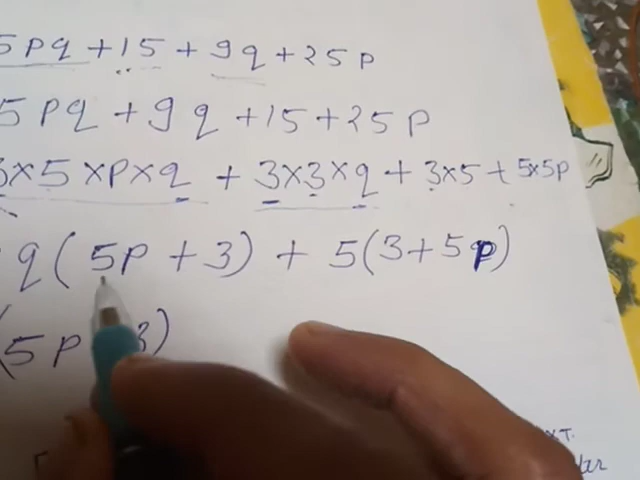 5pq + 15 + 9q + 25p
5pq + 9q + 15 + 25p
3×5×p×q + 3×3×q + 3×5 + 5×5p
q(5p + 3) + 5(3+5p)
(5p 3)